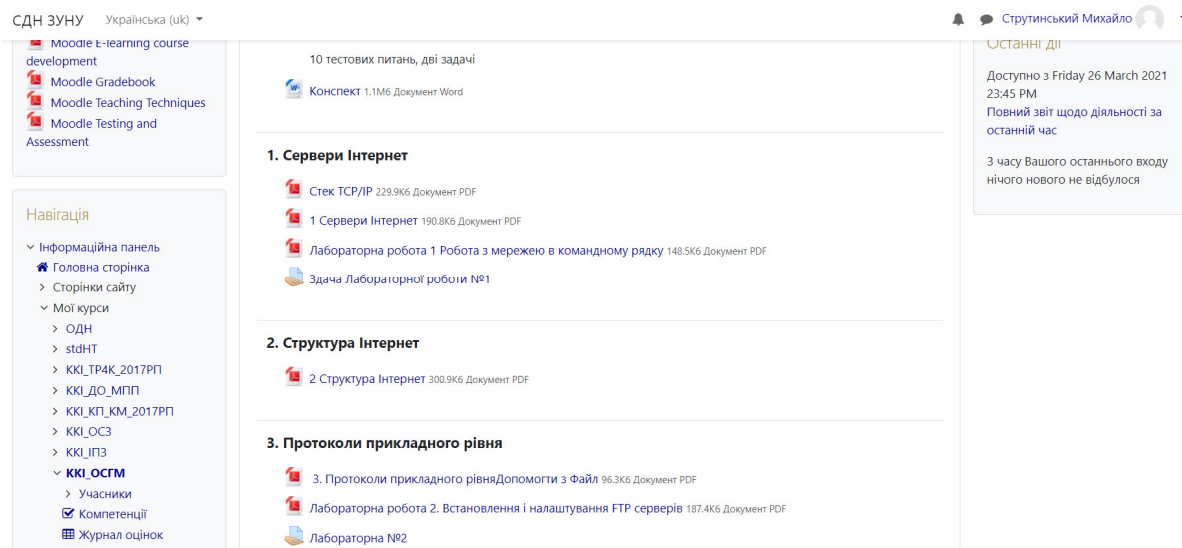 СДН ЗУНУ Українська (uk)
Струтинський Михайло
Moodle E-learning course
development
Moodle Gradebook
Moodle Teaching Techniques
Moodle Testing and
Assessment
Навігація
Інформаційна панель
Головна сторінка
Сторінки сайту
Мої курси
ОДН
stdНТ
ККІ_ТР4К_2017РП
ККІ_ДО_МПП
ККІ_КП_КМ_2017РП
ККІ_ОСЗ
ККІ_ІПЗ
ККІ_ОСГМ
Учасники
Компетенції
Журнал оцінок
10 тестових питань, дві задачі
Конспект 1.1Мб Документ Word
1. Сервери Інтернет
Стек TCP/IP 229.9Кб Документ PDF
1 Сервери Інтернет 190.8Кб Документ PDF
Лабораторна робота 1 Робота з мережею в командному рядку 148.5Кб Документ PDF
Здача Лабораторної роботи №1
2. Структура Інтернет
2 Структура Інтернет 300.9Кб Документ PDF
3. Протоколи прикладного рівня
3. Протоколи прикладного рівняДопомогти з Файл 96.3Кб Документ PDF
Лабораторна робота 2. Встановлення і налаштування FTP серверів 187.4Кб Документ PDF
Лабораторна №2
Останні дії
Доступно з Friday 26 March 2021
23:45 PM
Повний звіт щодо діяльності за
останній час
З часу Вашого останнього входу
нічого нового не відбулося